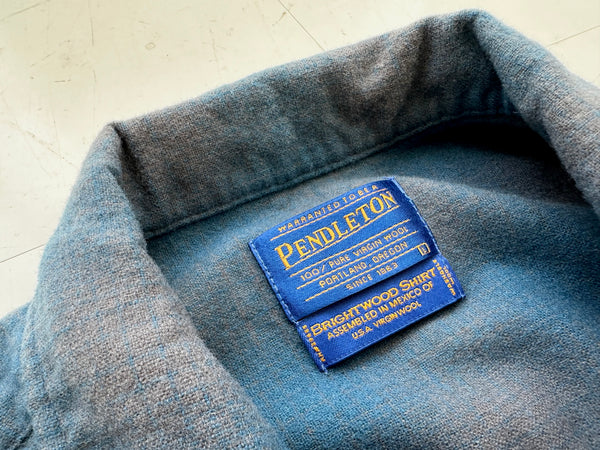 WARRANTED TO BE A
PENDLETON
100% PURE VIRGIN WOOL
PORTLAND, OREGON
SINCE 1863
L
BRIGHTWOOD SHIRT
ASSEMBLED IN MEXICO OF
U.S.A. VIRGIN WOOL